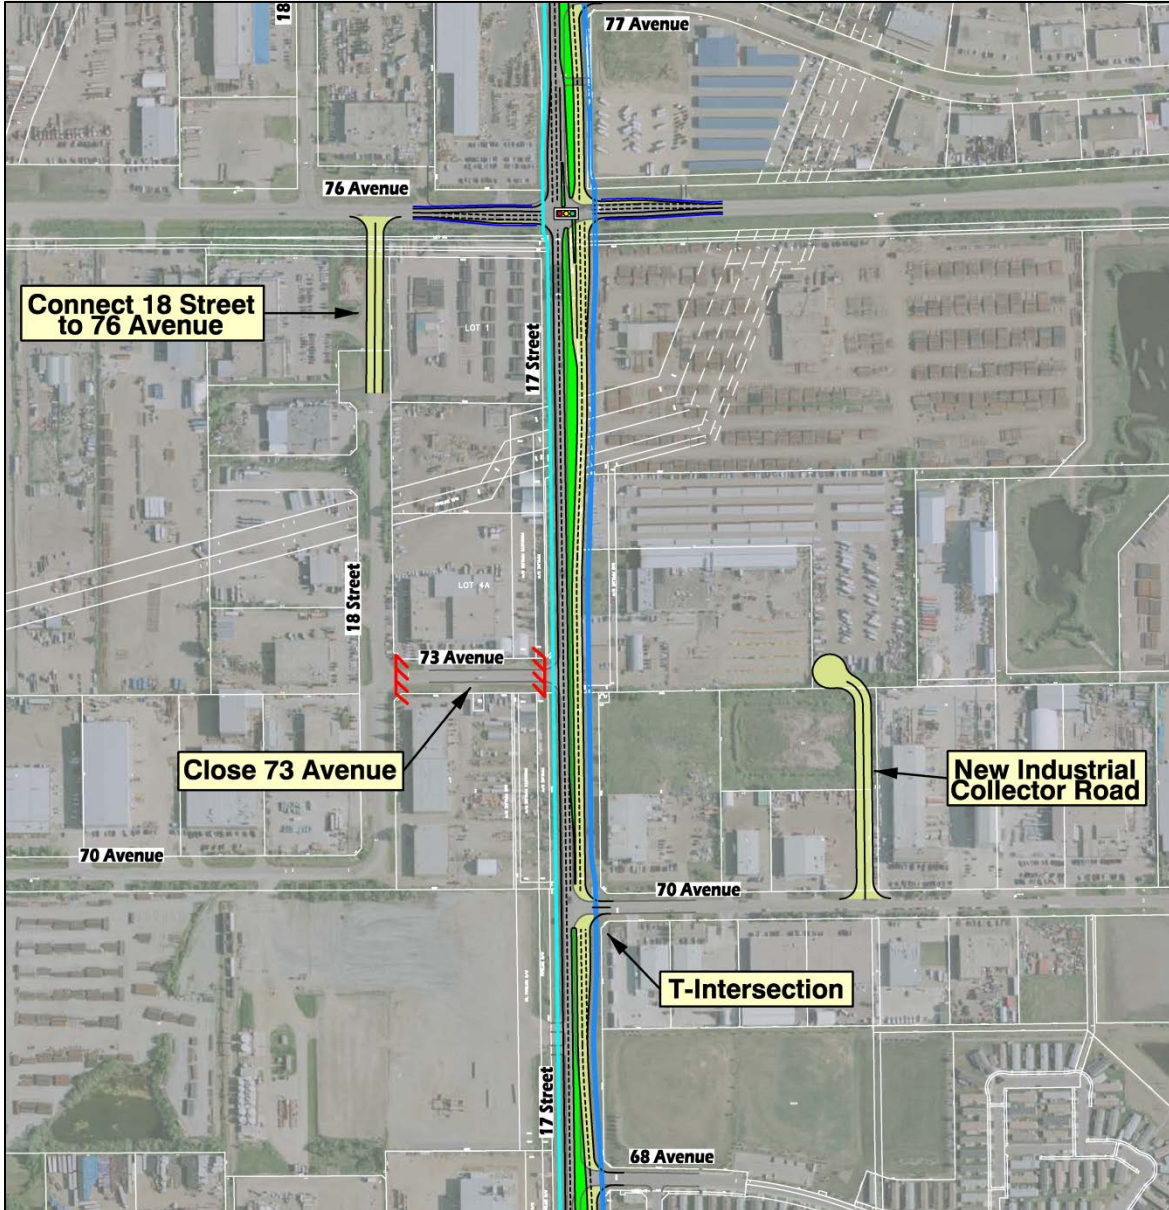 18
77 Avenue
76 Avenue
Connect 18 Street
to 76 Avenue
LOT 1
17 Street
18 Street
LOT 4A
73 Avenue
Close 73 Avenue
New Industrial
Collector Road
70 Avenue
70 Avenue
T-Intersection
17 Street
68 Avenue